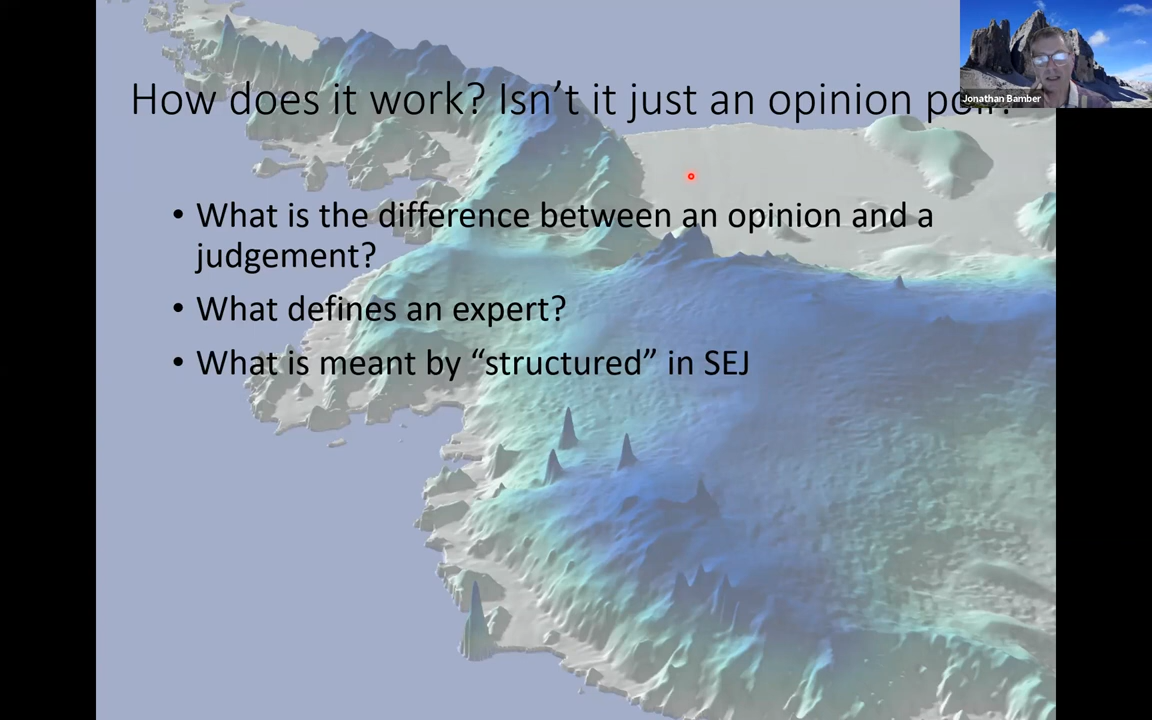 How does it work? Isn’t it just an opinion
Jonathan Bamber
• What is the difference between an opinion and a
judgement?
• What defines an expert?
• What is meant by “structured” in SEJ